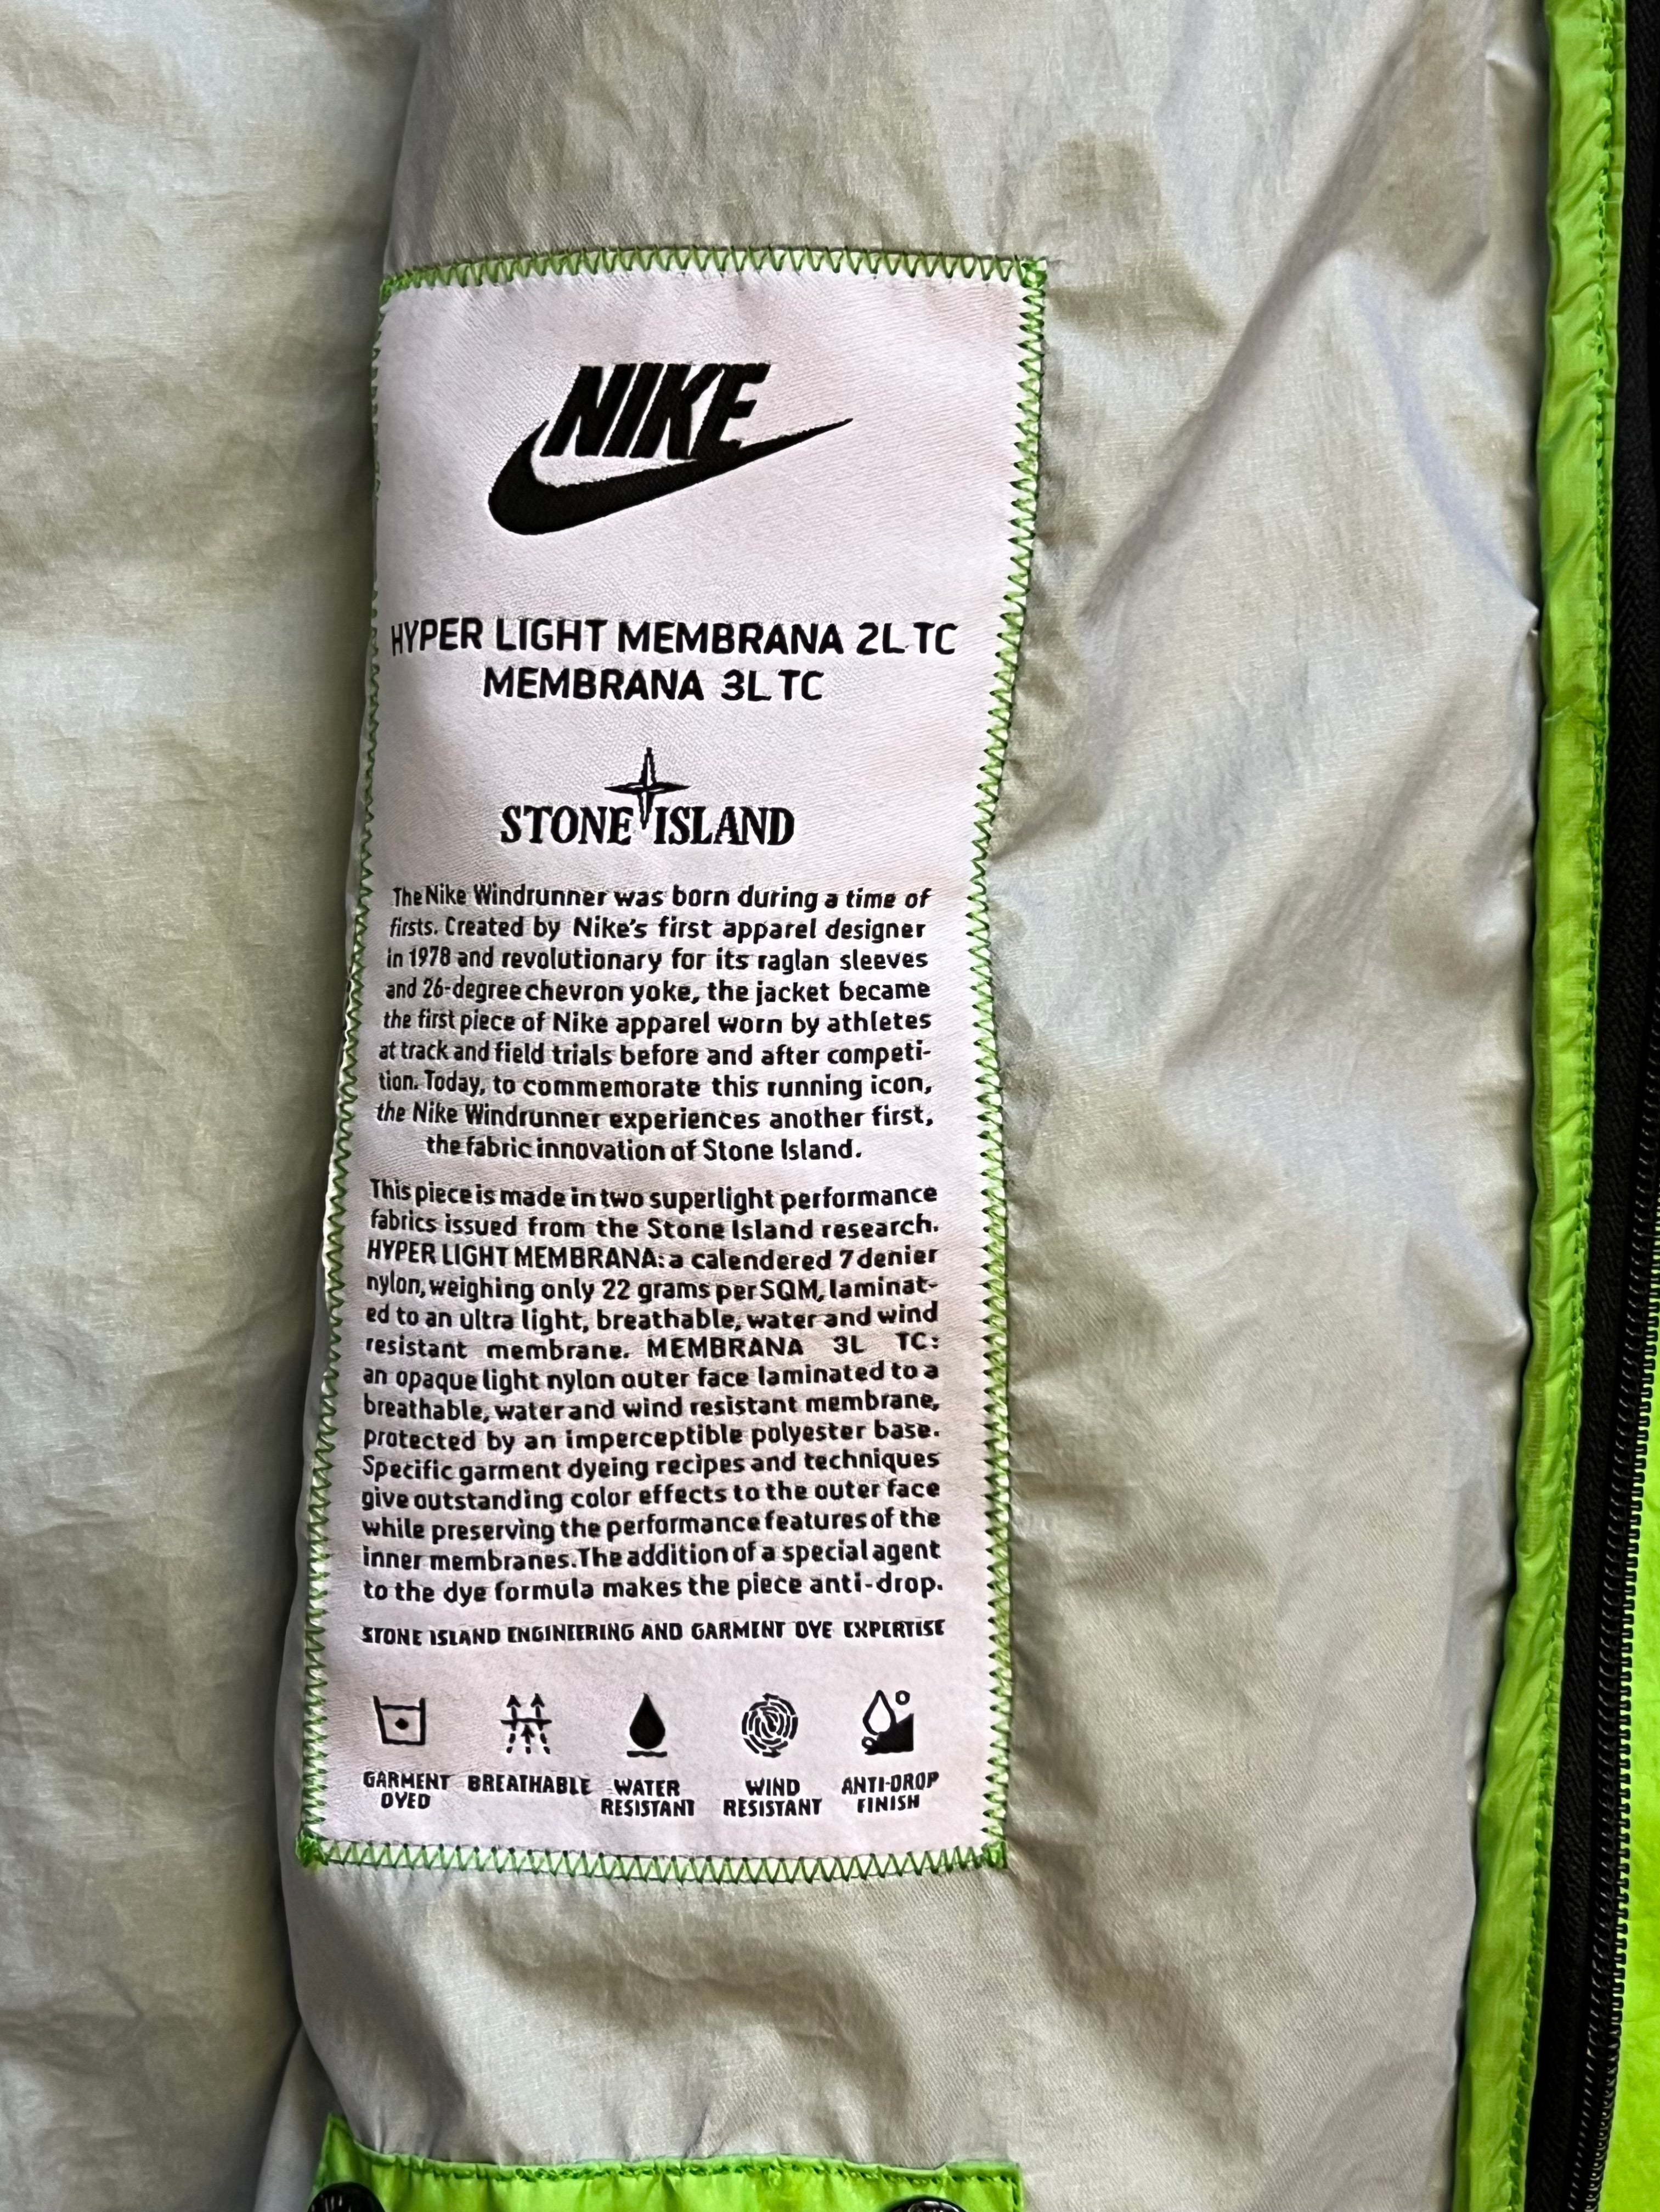 NIKE
HYPER LIGHT MEMBRANA 2L TC
MEMBRANA 3L TC
STONE ISLAND
The Nike Windrunner was born during a time of
firsts. Created by Nike's first apparel designer
in 1978 and revolutionary for its raglan sleeves
and 26-degree chevron yoke, the jacket became
the first piece of Nike apparel worn by athletes
at track and field trials before and after competi-
tion. Today, to commemorate this running icon,
the Nike Windrunner experiences another first,
the fabric innovation of Stone Island.
This piece is made in two superlight performance
fabrics issued from the Stone Island research.
HYPER LIGHT MEMBRANA: a calendered 7 denier
nylon, weighing only 22 grams per SQM, laminat-
ed to an ultra light, breathable, water and wind
resistant membrane. MEMBRANA 3L TC:
an opaque light nylon outer face laminated to a
breathable, water and wind resistant membrane,
protected by an imperceptible polyester base.
Specific garment dyeing recipes and techniques
give outstanding color effects to the outer face
while preserving the performance features of the
inner membranes. The addition of a special agent
to the dye formula makes the piece anti-drop.
STONE ISLAND ENGINEERING AND GARMENT DYE EXPERTISE
GARMENT DYED
BREATHABLE
WATER RESISTANT
WIND RESISTANT
ANTI-DROP FINISH